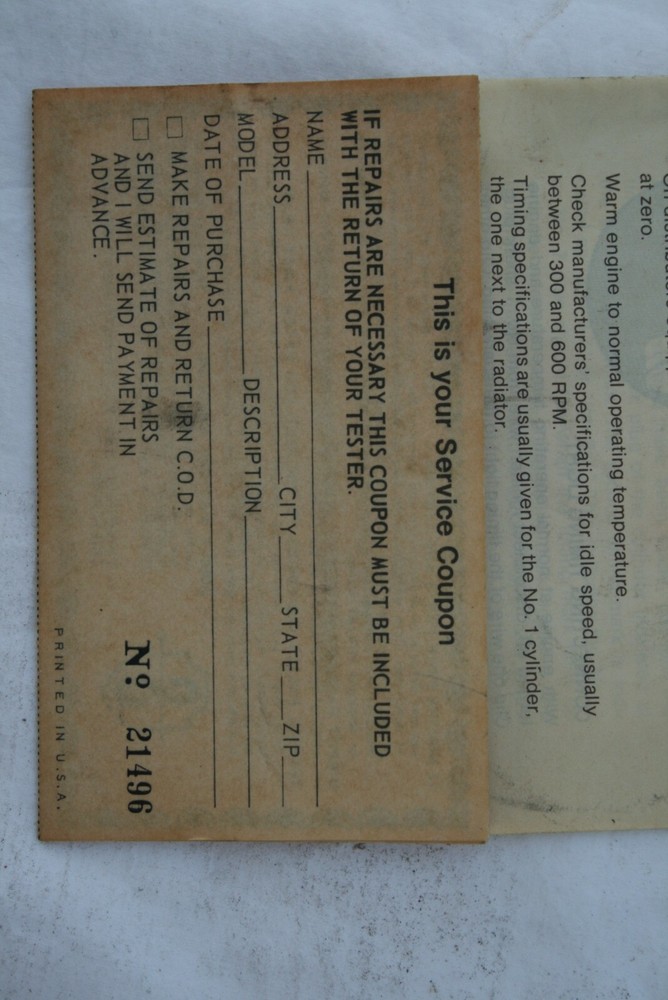 at zero.
Warm engine to normal operating temperature.
Check manufacturers' specifications for idle speed, usually
between 300 and 600 RPM.
Timing specifications are usually given for the No. 1 cylinder,
the one next to the radiator.
This is your Service Coupon
IF REPAIRS ARE NECESSARY THIS COUPON MUST BE INCLUDED
WITH THE RETURN OF YOUR TESTER.
NAME
ADDRESS CITY STATE ZIP
MODEL DESCRIPTION
DATE OF PURCHASE
MAKE REPAIRS AND RETURN C.O.D.
SEND ESTIMATE OF REPAIRS
AND I WILL SEND PAYMENT IN
ADVANCE.
Nº 21496
PRINTED IN U.S.A.